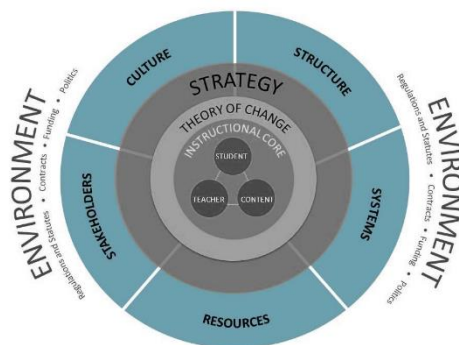 ENVIRONMENT
Regulations and Statutes • Contracts • Funding • Politics
CULTURE
STRUCTURE
STAKEHOLDERS
SYSTEMS
RESOURCES
STRATEGY
THEORY OF CHANGE
INSTRUCTIONAL CORE
STUDENT
TEACHER
CONTENT
ENVIRONMENT
Regulations and Statutes • Contracts • Funding • Politics